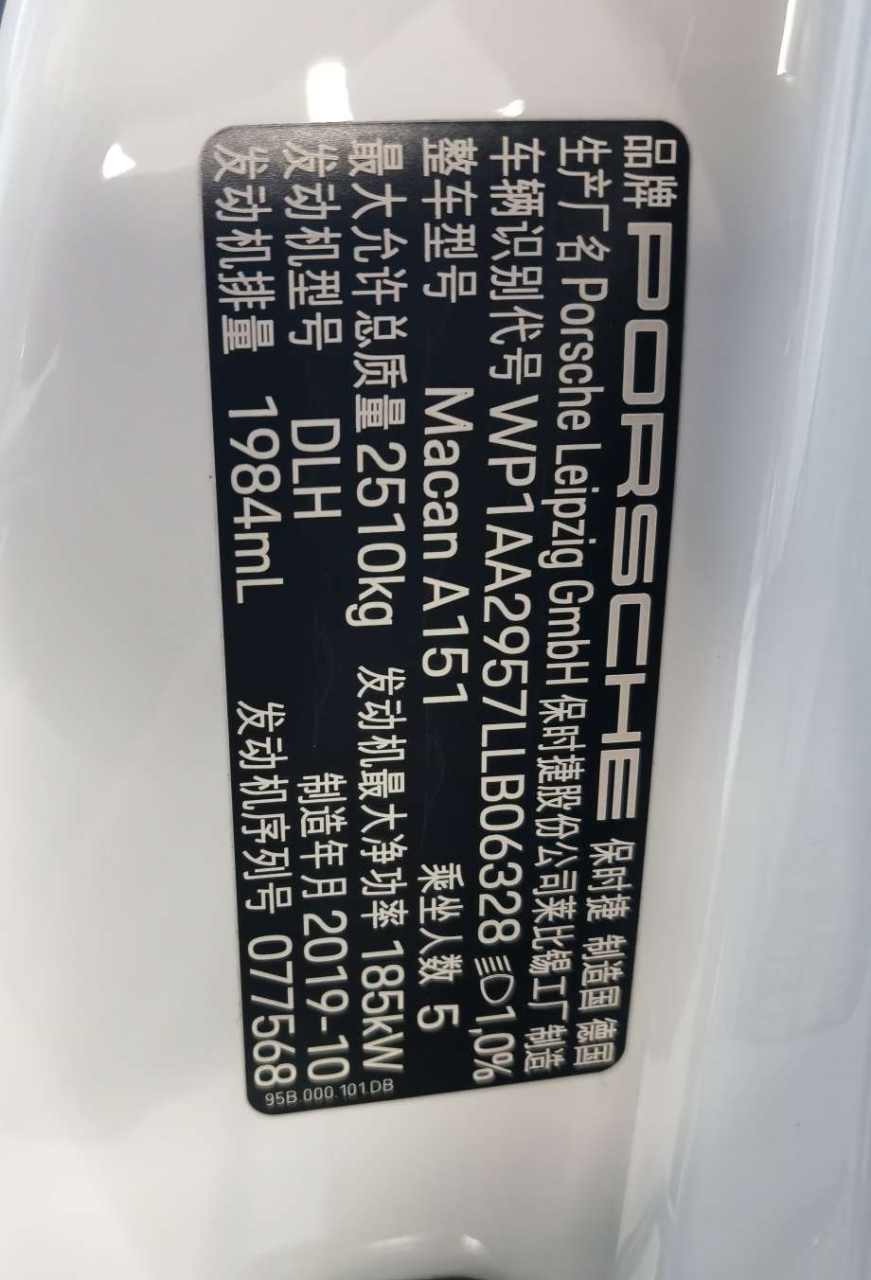 品牌 PORSCHE 保时捷 制造国 德国
生产厂名 Porsche Leipzig GmbH 保时捷股份公司莱比锡工厂 制造
车辆识别代号 WP1AA2957LLB06328 1,0%
整车型号 Macan A151 乘坐人数 5
最大允许总质量 2510kg 发动机最大净功率 185kW
发动机型号 DLH 制造年月 2019-10
发动机排量 1984mL 发动机序列号 077568
95B.000.101.DB